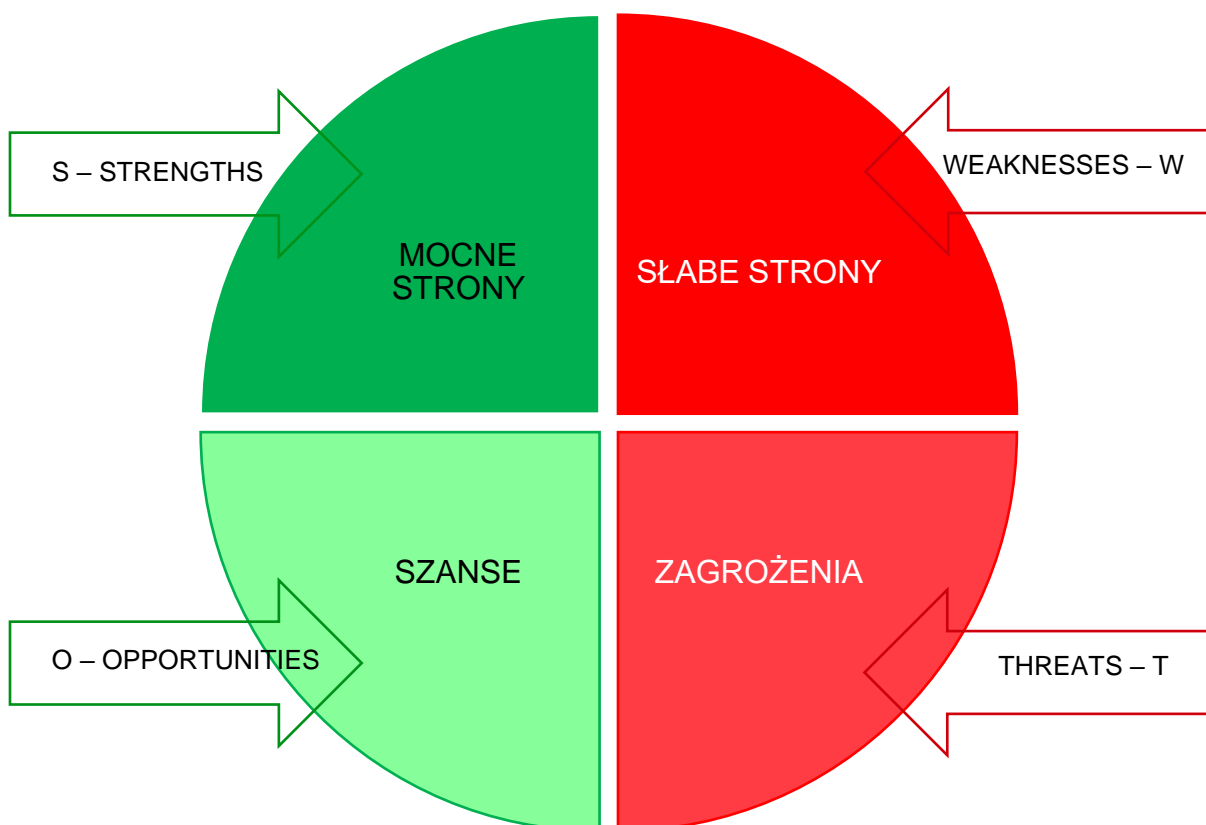 S – STRENGTHS
WEAKNESSES – W
MOCNE
STRONY
SŁABE STRONY
SZANSE
ZAGROŻENIA
O – OPPORTUNITIES
THREATS – T